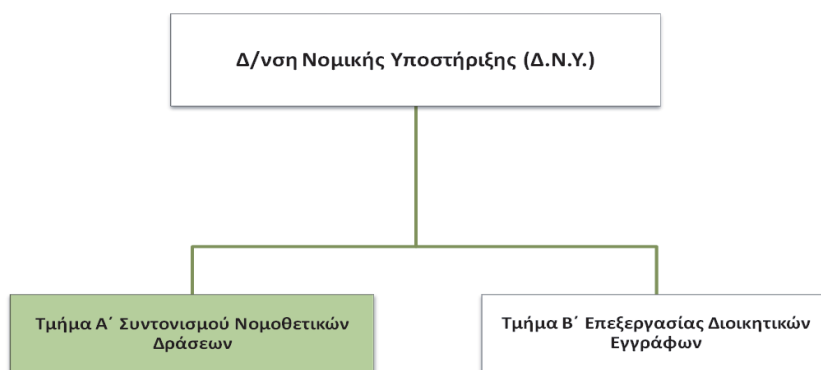 Δ/νση Νομικής Υποστήριξης (Δ.Ν.Υ.)
Τμήμα Α΄ Συντονισμού Νομοθετικών
Δράσεων
Τμήμα Β΄ Επεξεργασίας Διοικητικών
Εγγράφων